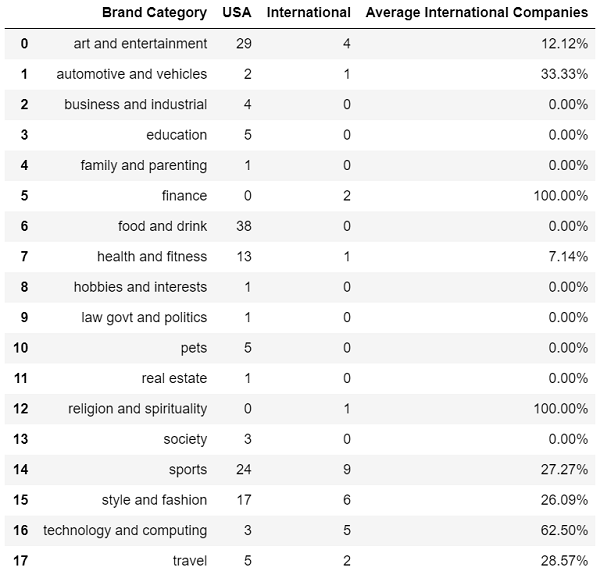 Brand Category USA International Average International Companies
0 art and entertainment 29 4 12.12%
1 automotive and vehicles 2 1 33.33%
2 business and industrial 4 0 0.00%
3 education 5 0 0.00%
4 family and parenting 1 0 0.00%
5 finance 0 2 100.00%
6 food and drink 38 0 0.00%
7 health and fitness 13 1 7.14%
8 hobbies and interests 1 0 0.00%
9 law govt and politics 1 0 0.00%
10 pets 5 0 0.00%
11 real estate 1 0 0.00%
12 religion and spirituality 0 1 100.00%
13 society 3 0 0.00%
14 sports 24 9 27.27%
15 style and fashion 17 6 26.09%
16 technology and computing 3 5 62.50%
17 travel 5 2 28.57%